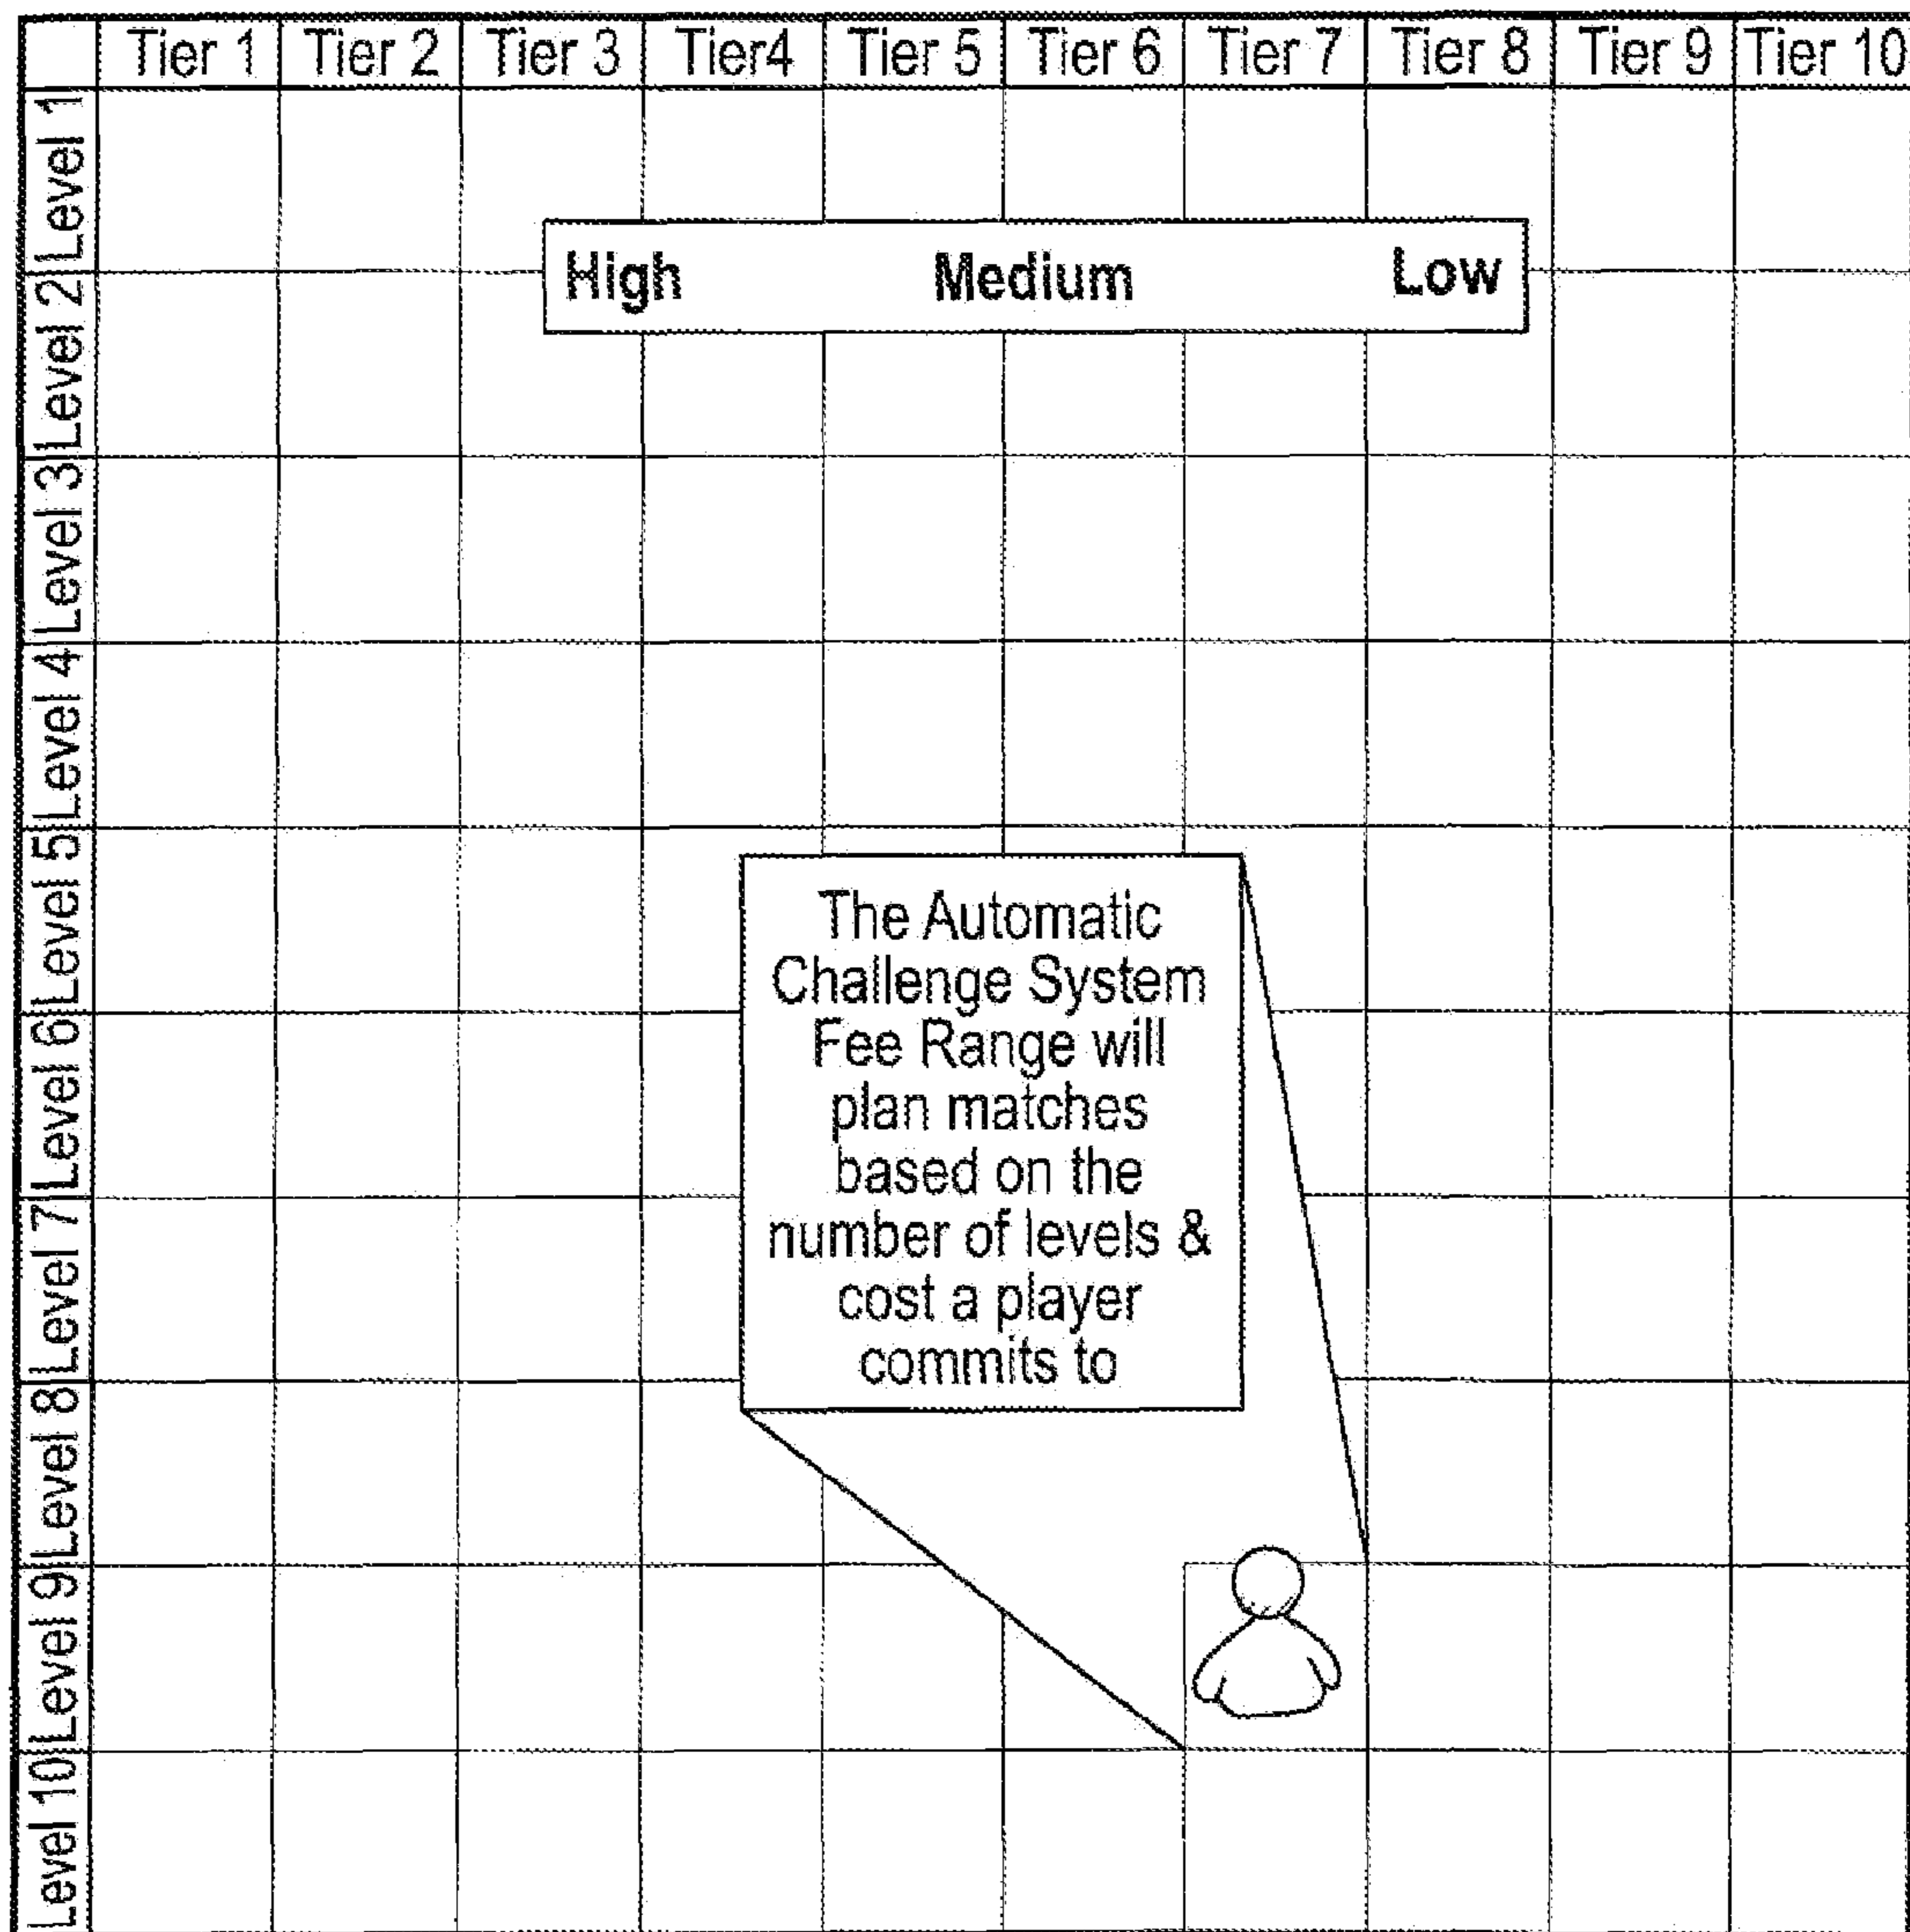 Tier 1 Tier 2 Tier 3 Tier4 Tier 5 Tier 6 Tier 7 Tier 8 Tier 9 Tier 10
Level 1
High Medium Low
Level 2
Level 3
Level 4
Level 5
The Automatic
Challenge System
Fee Range will
plan matches
based on the
number of levels &
cost a player
commits to
Level 6
Level 7
Level 8
Level 9
Level 10